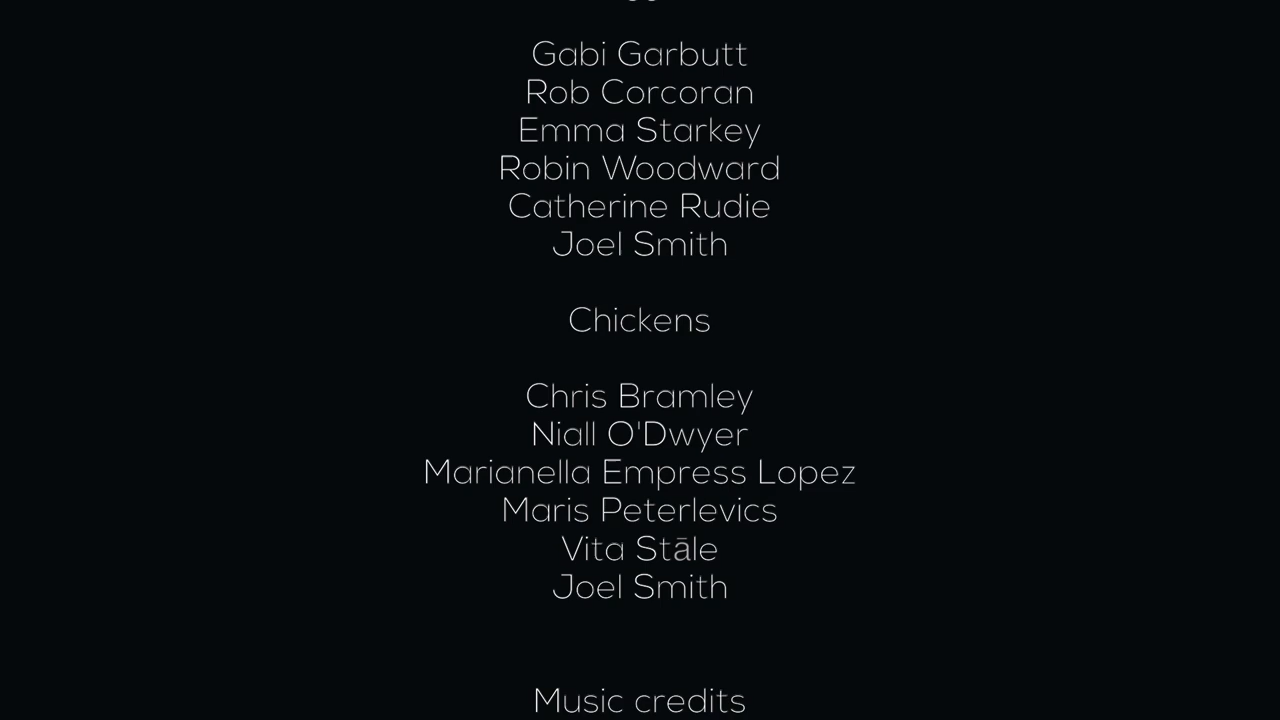 Gabi Garbutt
Rob Corcoran
Emma Starkey
Robin Woodward
Catherine Rudie
Joel Smith
Chickens
Chris Bramley
Niall O'Dwyer
Marianella Empress Lopez
Maris Peterlevics
Vita Stāle
Joel Smith
Music credits